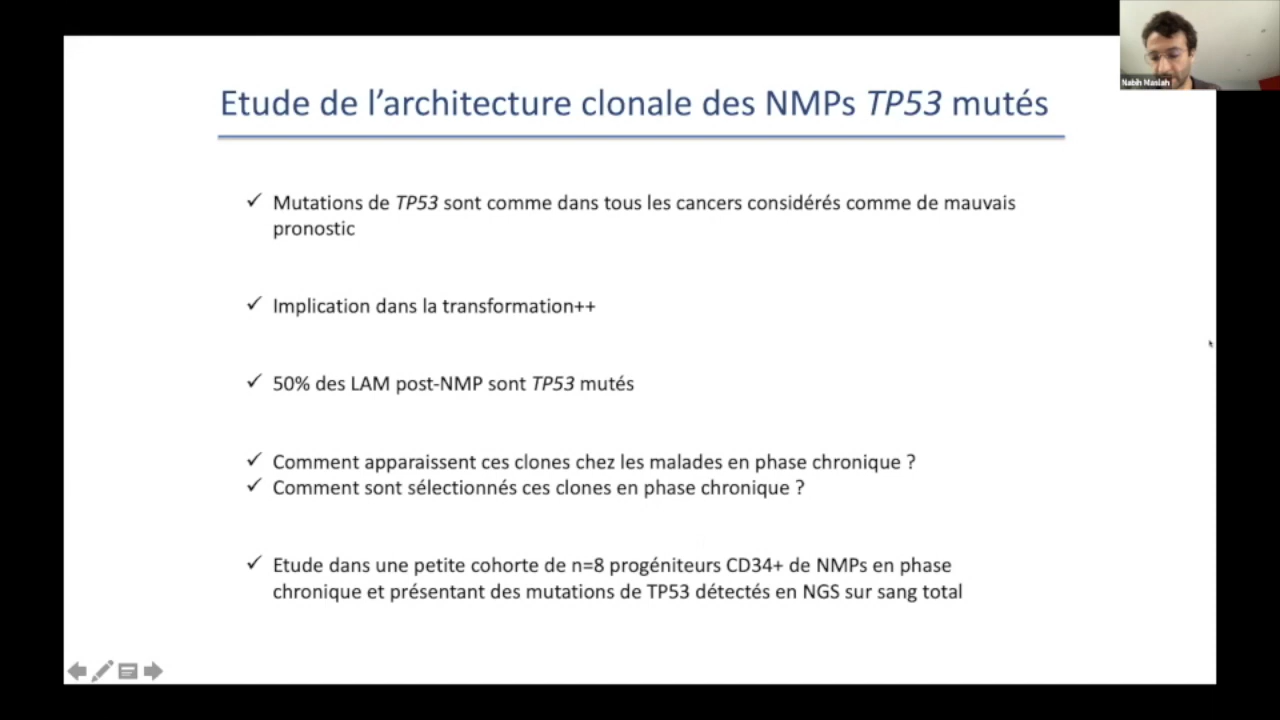 Nabih Maslah
Etude de l'architecture clonale des NMPs TP53 mutés
✓ Mutations de TP53 sont comme dans tous les cancers considérés comme de mauvais
pronostic
✓ Implication dans la transformation++
✓ 50% des LAM post-NMP sont TP53 mutés
✓ Comment apparaissent ces clones chez les malades en phase chronique ?
✓ Comment sont sélectionnés ces clones en phase chronique ?
✓ Etude dans une petite cohorte de n=8 progéniteurs CD34+ de NMPs en phase
chronique et présentant des mutations de TP53 détectés en NGS sur sang total